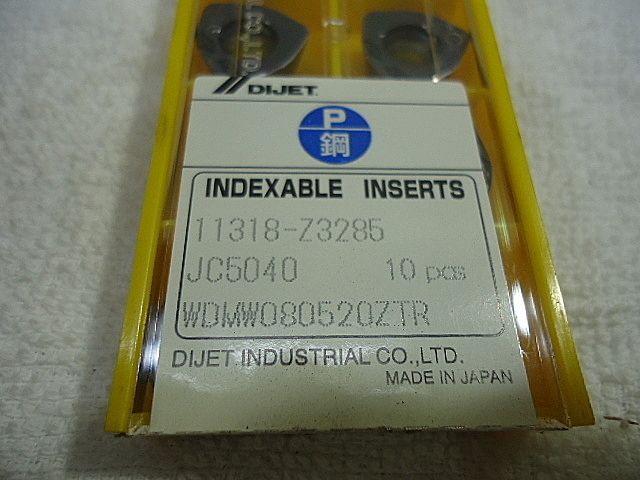 DIJET
P
鋼
INDEXABLE INSERTS
11318-Z3285
JC5040 10 pcs
WDMW080520ZTR
DIJET INDUSTRIAL CO.,LTD.
MADE IN JAPAN